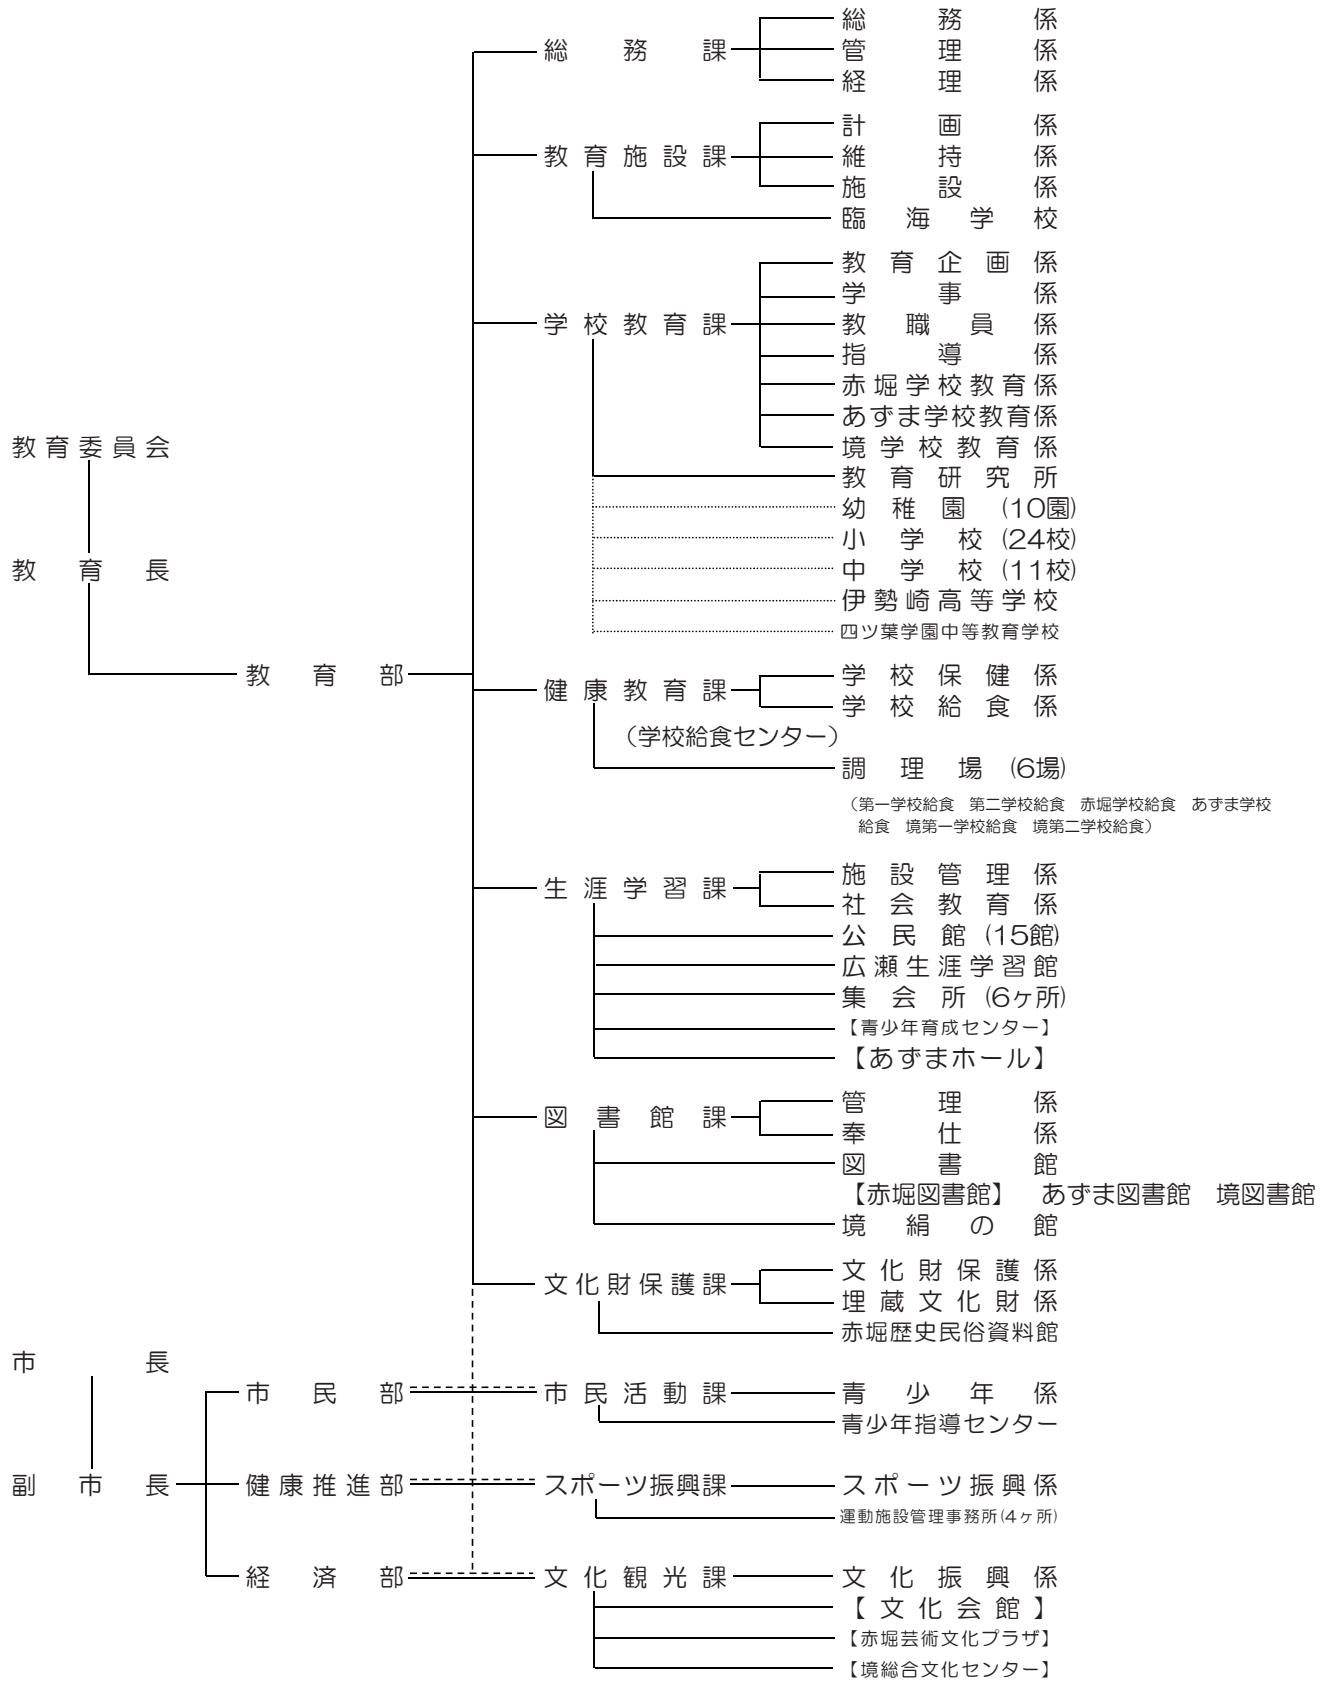 総務課
総務係
管理係
経理係
教育施設課
計画係
維持係
施設係
臨海学校
学校教育課
教育企画係
学事係
教職員係
指導係
赤堀学校教育係
あずま学校教育係
境学校教育係
教育研究所
幼稚園 (10園)
小学校 (24校)
中学校 (11校)
伊勢崎高等学校
四ツ葉学園中等教育学校
教育委員会
教育長
教育部
健康教育課
(学校給食センター)
学校保健係
学校給食係
調理場 (6場)
(第一学校給食 第二学校給食 赤堀学校給食 あずま学校
給食 境第一学校給食 境第二学校給食)
生涯学習課
施設管理係
社会教育係
公民館 (15館)
広瀬生涯学習館
集会所 (6ヶ所)
【青少年育成センター】
【あずまホール】
図書館課
管理係
奉仕係
図書館
【赤堀図書館】 あずま図書館 境図書館
境絹の館
文化財保護課
文化財保護係
埋蔵文化財係
赤堀歴史民俗資料館
市長
副市長
市民部
市民活動課
青少年係
青少年指導センター
健康推進部
スポーツ振興課
スポーツ振興係
運動施設管理事務所(4ヶ所)
経済部
文化観光課
文化振興係
【文化会館】
【赤堀芸術文化プラザ】
【境総合文化センター】